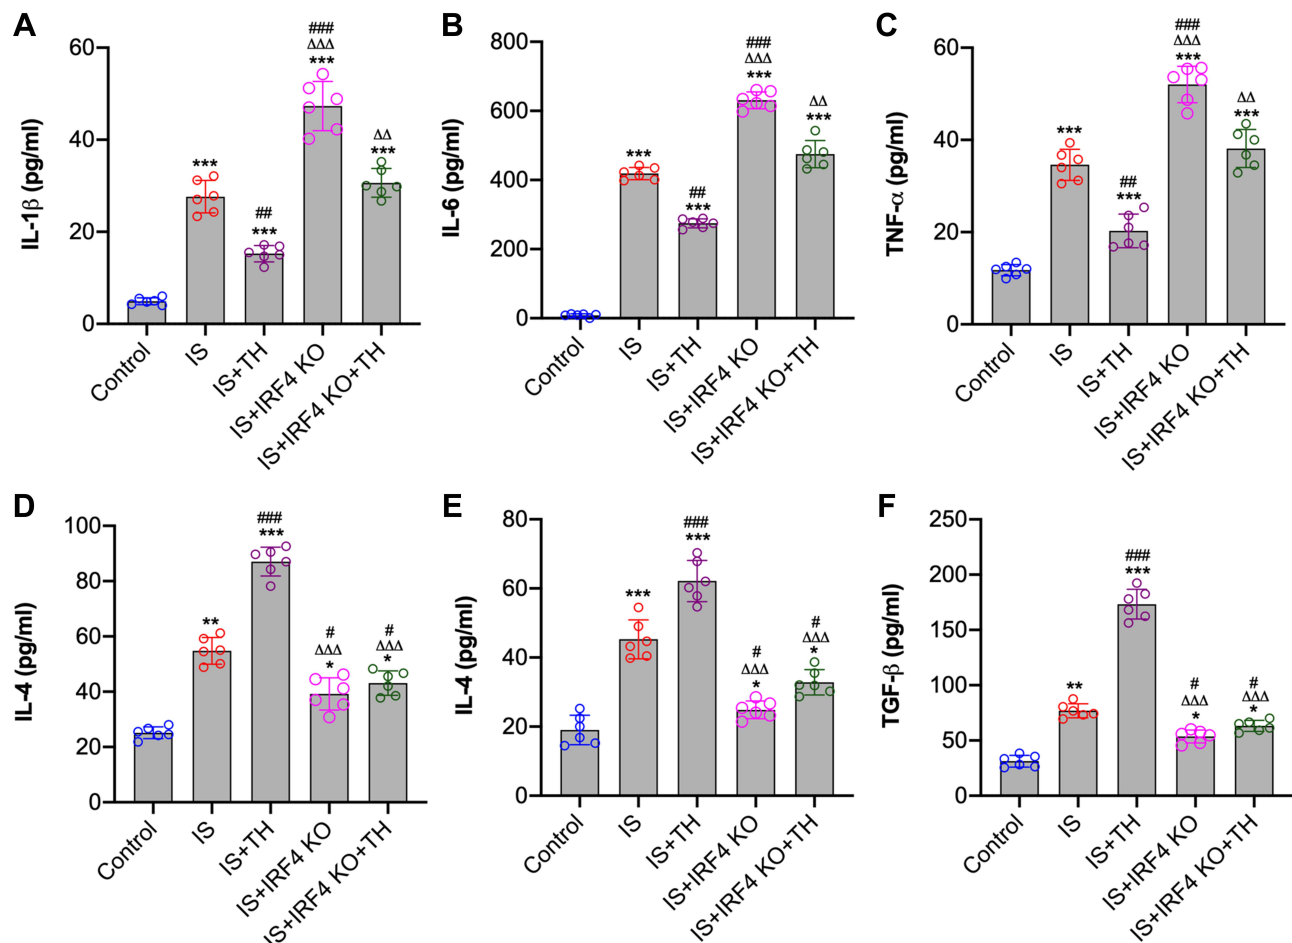 A
IL-1β (pg/ml)
60
40
20
0
***
##
***
###
ΔΔΔ
***
ΔΔ
***
Control
IS
IS+TH
IS+IRF4 KO
IS+IRF4 KO+TH
B
IL-6 (pg/ml)
800
600
400
200
0
***
##
***
###
ΔΔΔ
***
ΔΔ
***
Control
IS
IS+TH
IS+IRF4 KO
IS+IRF4 KO+TH
C
TNF-α (pg/ml)
60
40
20
0
***
##
***
###
ΔΔΔ
***
ΔΔ
***
Control
IS
IS+TH
IS+IRF4 KO
IS+IRF4 KO+TH
D
IL-4 (pg/ml)
100
80
60
40
20
0
**
###
***
#
ΔΔΔ
*
#
ΔΔΔ
*
Control
IS
IS+TH
IS+IRF4 KO
IS+IRF4 KO+TH
E
IL-4 (pg/ml)
80
60
40
20
0
***
###
***
#
ΔΔΔ
*
#
ΔΔΔ
*
Control
IS
IS+TH
IS+IRF4 KO
IS+IRF4 KO+TH
F
TGF-β (pg/ml)
250
200
150
100
50
0
**
###
***
#
ΔΔΔ
*
#
ΔΔΔ
*
Control
IS
IS+TH
IS+IRF4 KO
IS+IRF4 KO+TH